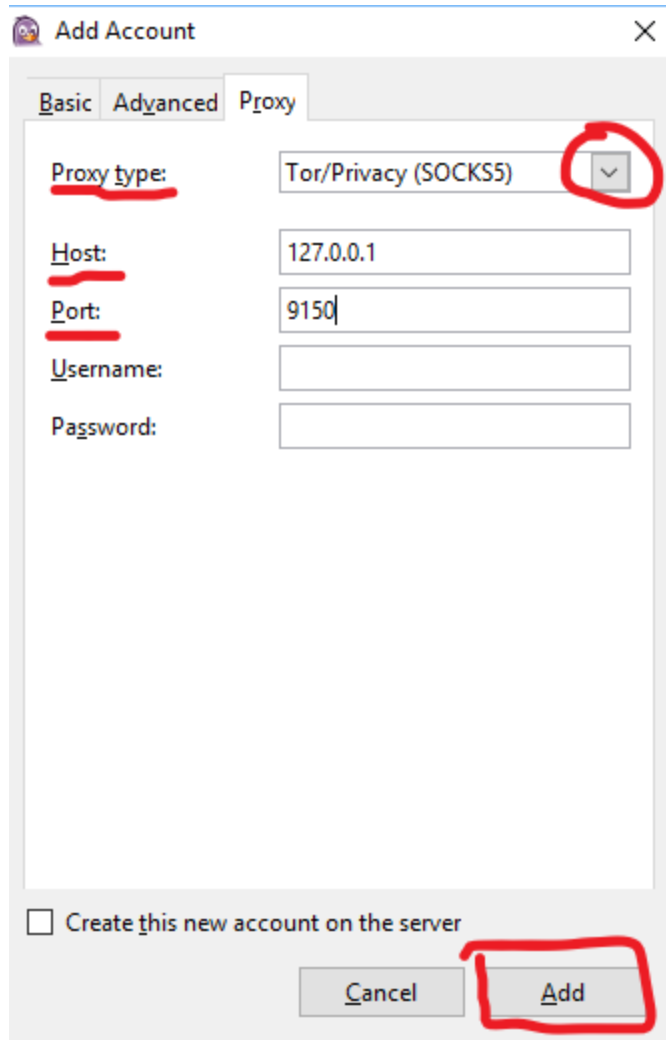 Add Account
Basic Advanced Proxy
Proxy type: Tor/Privacy (SOCKS5)
Host: 127.0.0.1
Port: 9150
Username:
Password:
Create this new account on the server
Cancel Add